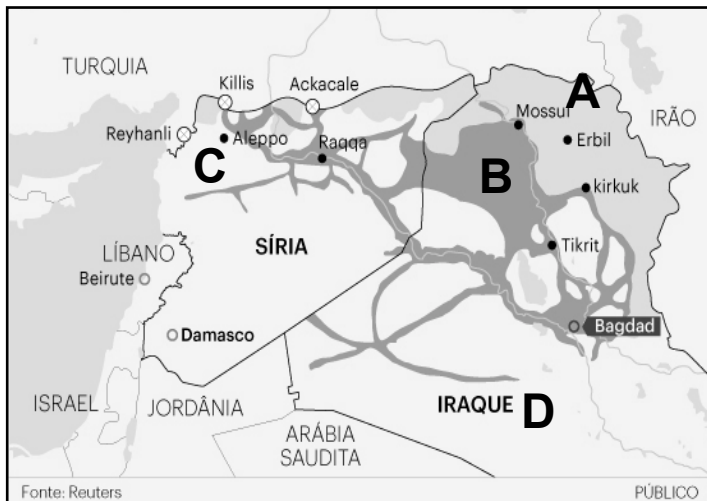 TURQUIA
Killis
Ackacale
A
Mossul
IRÃO
Reyhanli
Aleppo
Erbil
C
Raqqa
B
kirkuk
LÍBANO
SÍRIA
Tikrit
Beirute
Damasco
Bagdad
ISRAEL
JORDÂNIA
IRAQUE
D
ARÁBIA
SAUDITA
Fonte: Reuters
PÚBLICO